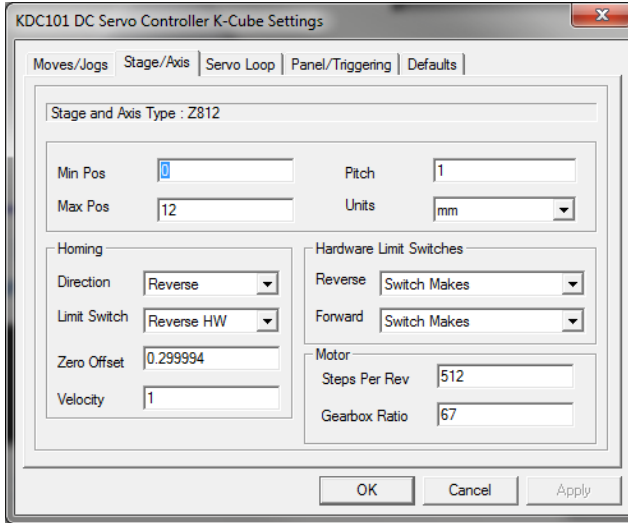 KDC101 DC Servo Controller K-Cube Settings
Moves/Jogs Stage/Axis Servo Loop Panel/Triggering Defaults
Stage and Axis Type : Z812
Min Pos 0 Pitch 1
Max Pos 12 Units mm
Homing
Direction Reverse
Limit Switch Reverse HW
Zero Offset 0.299994
Velocity 1
Hardware Limit Switches
Reverse Switch Makes
Forward Switch Makes
Motor
Steps Per Rev 512
Gearbox Ratio 67
OK Cancel Apply